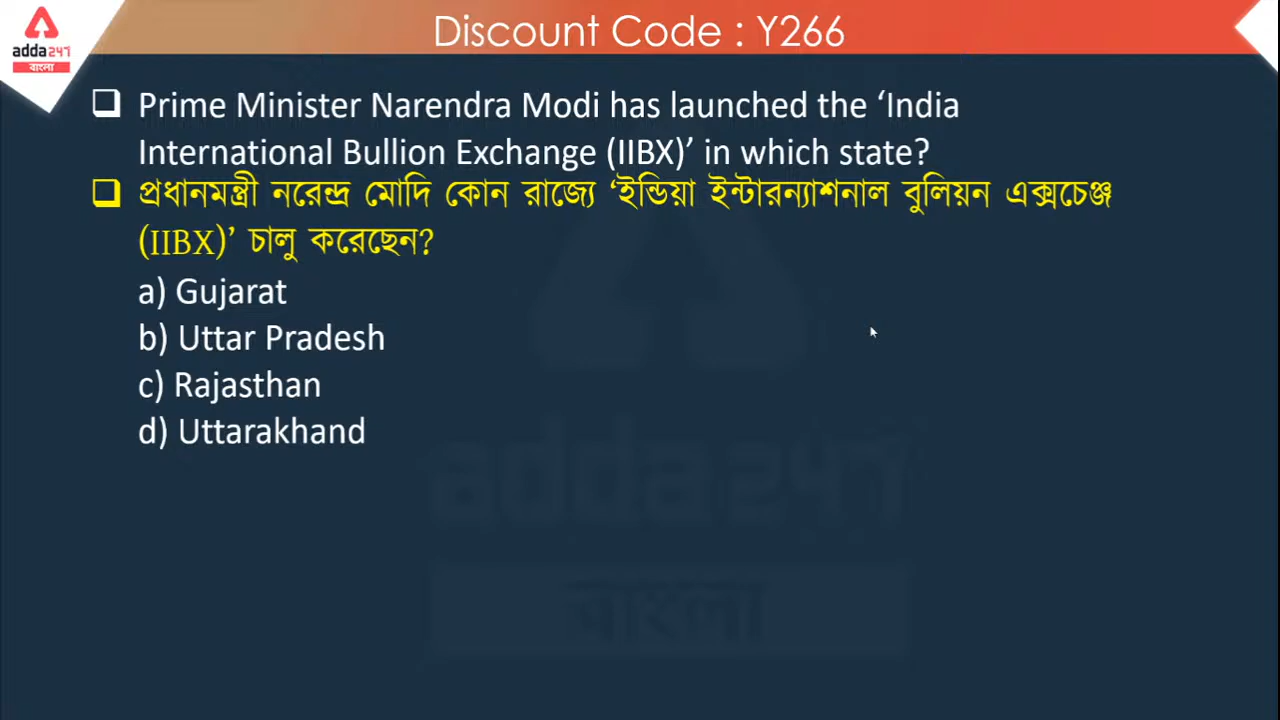 Discount Code : Y266
adda247
বাংলা
Prime Minister Narendra Modi has launched the ‘India
International Bullion Exchange (IIBX)’ in which state?
প্রধানমন্ত্রী নরেন্দ্র মোদি কোন রাজ্যে ‘ইন্ডিয়া ইন্টারন্যাশনাল বুলিয়ন এক্সচেঞ্জ
(IIBX)’ চালু করেছেন?
a) Gujarat
b) Uttar Pradesh
c) Rajasthan
d) Uttarakhand
adda247
বাংলা